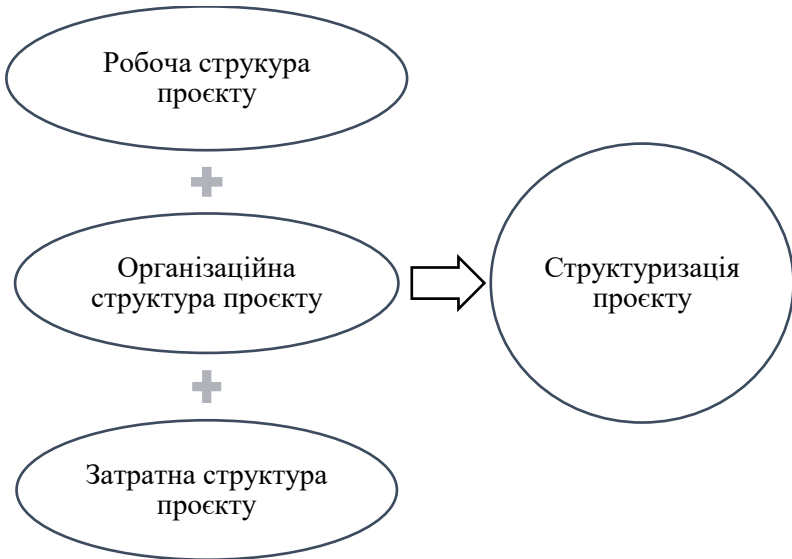 Робоча струкура
проєкту
Організаційна
структура проєкту
Структуризація
проєкту
Затратна структура
проєкту